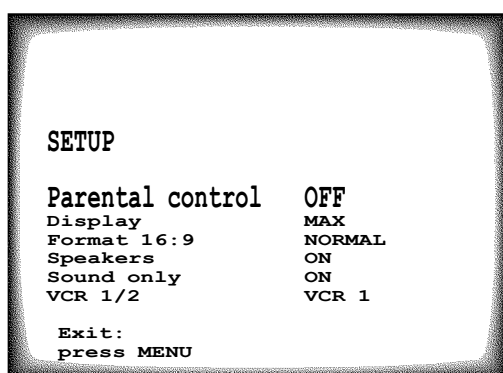 SETUP
Parental control OFF
Display MAX
Format 16:9 NORMAL
Speakers ON
Sound only ON
VCR 1/2 VCR 1
Exit:
press MENU